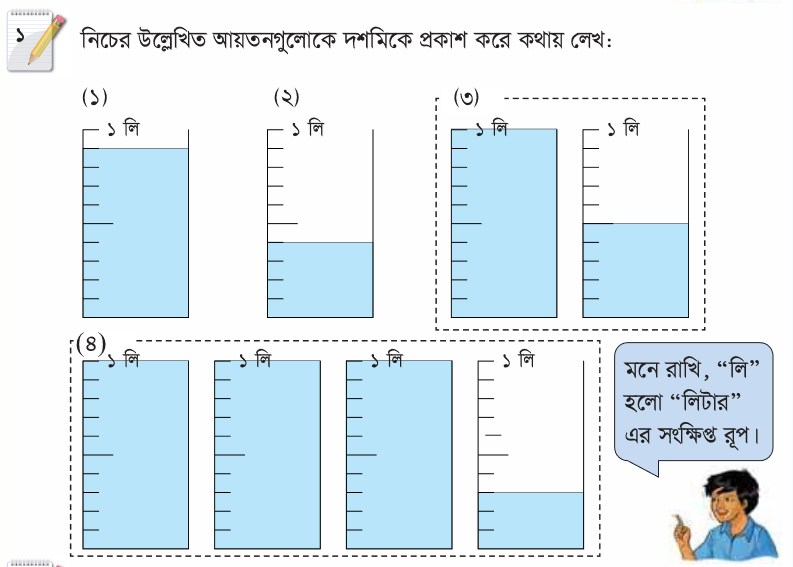 ১ নিচের উল্লেখিত আয়তনগুলোকে দশমিকে প্রকাশ করে কথায় লেখ:
(১) (২) (৩)
১ লি ১ লি ১ লি ১ লি
(৪)
১ লি ১ লি ১ লি ১ লি
মনে রাখি, “লি”
হলো “লিটার”
এর সংক্ষিপ্ত রূপ।